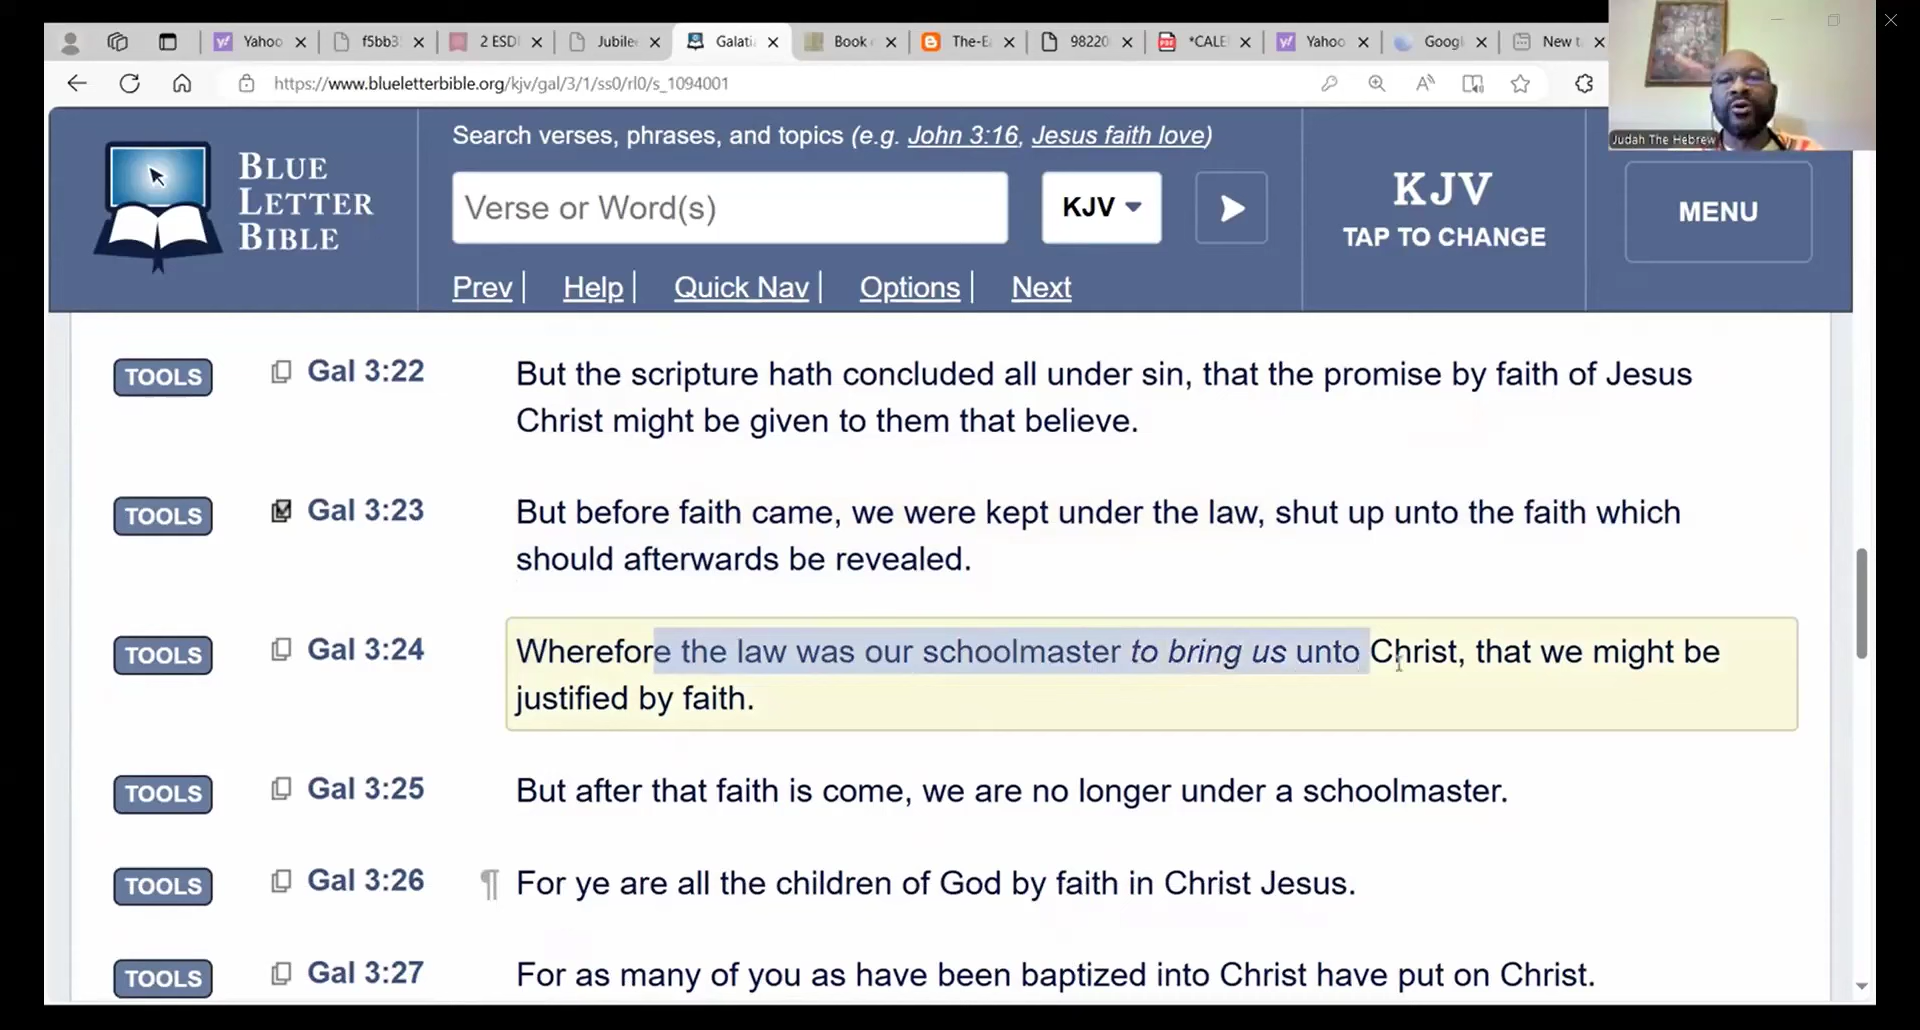 Yahoo
f5bb3
2 ESDI
Jubile
Galati
Book
The-E
98220
*CALE
Yahoo
Googl
New t
https://www.blueletterbible.org/kjv/gal/3/1/ss0/rl0/s_1094001
Judah The Hebrew
BLUE
LETTER
BIBLE
Search verses, phrases, and topics (e.g. John 3:16, Jesus faith love)
Verse or Word(s)
KJV
KJV
TAP TO CHANGE
MENU
Prev | Help | Quick Nav | Options | Next
TOOLS Gal 3:22 But the scripture hath concluded all under sin, that the promise by faith of Jesus
Christ might be given to them that believe.
TOOLS Gal 3:23 But before faith came, we were kept under the law, shut up unto the faith which
should afterwards be revealed.
TOOLS Gal 3:24 Wherefore the law was our schoolmaster to bring us unto Christ, that we might be
justified by faith.
TOOLS Gal 3:25 But after that faith is come, we are no longer under a schoolmaster.
TOOLS Gal 3:26 ¶ For ye are all the children of God by faith in Christ Jesus.
TOOLS Gal 3:27 For as many of you as have been baptized into Christ have put on Christ.